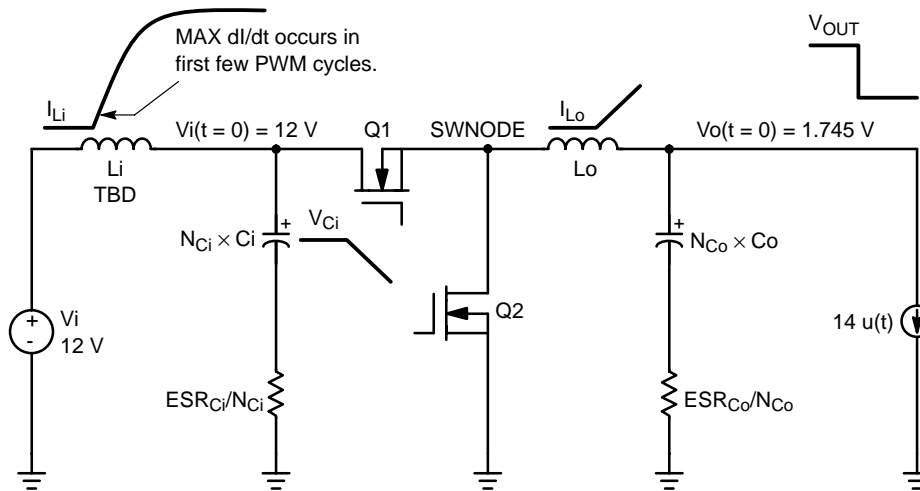 MAX dI/dt occurs in
first few PWM cycles.
V_OUT
I_Li
Vi(t = 0) = 12 V
Q1
SWNODE
I_Lo
Vo(t = 0) = 1.745 V
Li
TBD
Lo
V_Ci
+
N_Ci × Ci
+
N_Co × Co
Q2
+
-
Vi
12 V
14 u(t)
ESR_Ci/N_Ci
ESR_Co/N_Co